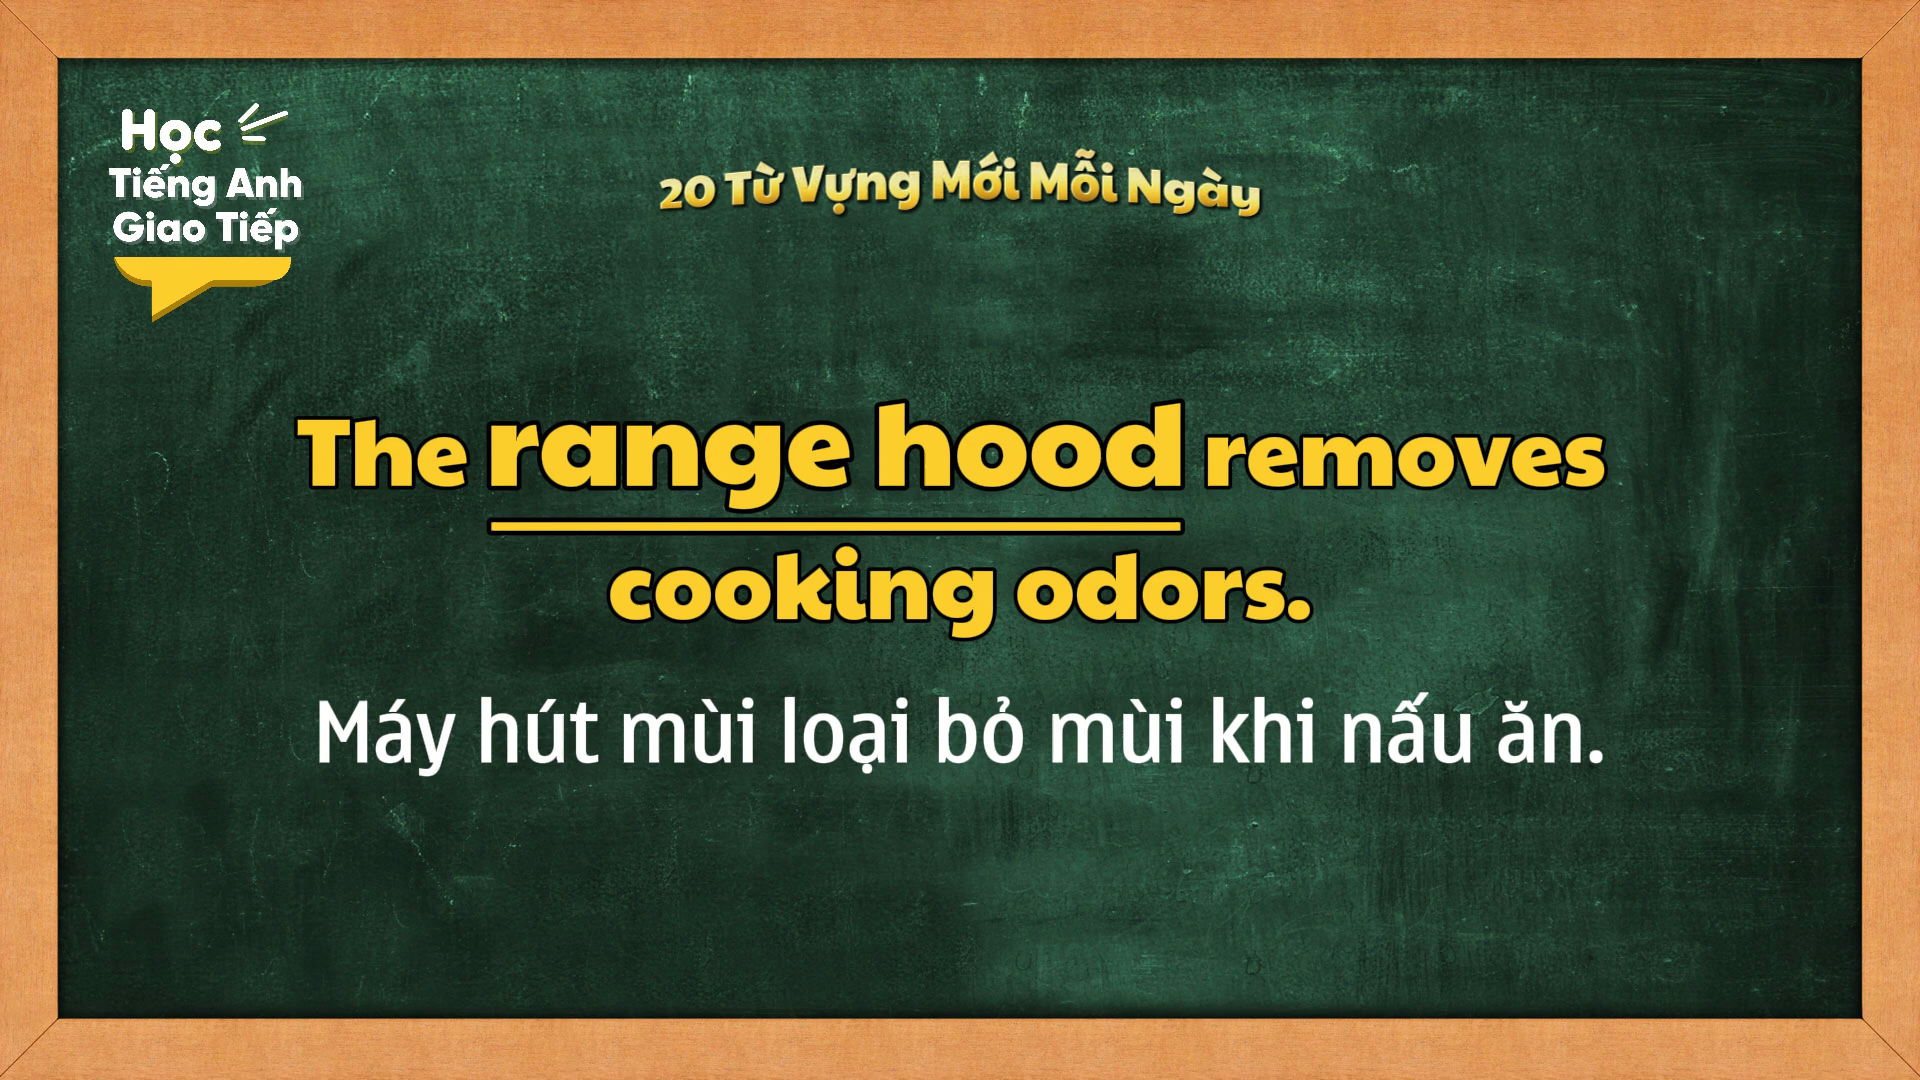 Học
Tiếng Anh
Giao Tiếp
20 Từ Vựng Mới Mỗi Ngày
The range hood removes
cooking odors.
Máy hút mùi loại bỏ mùi khi nấu ăn.